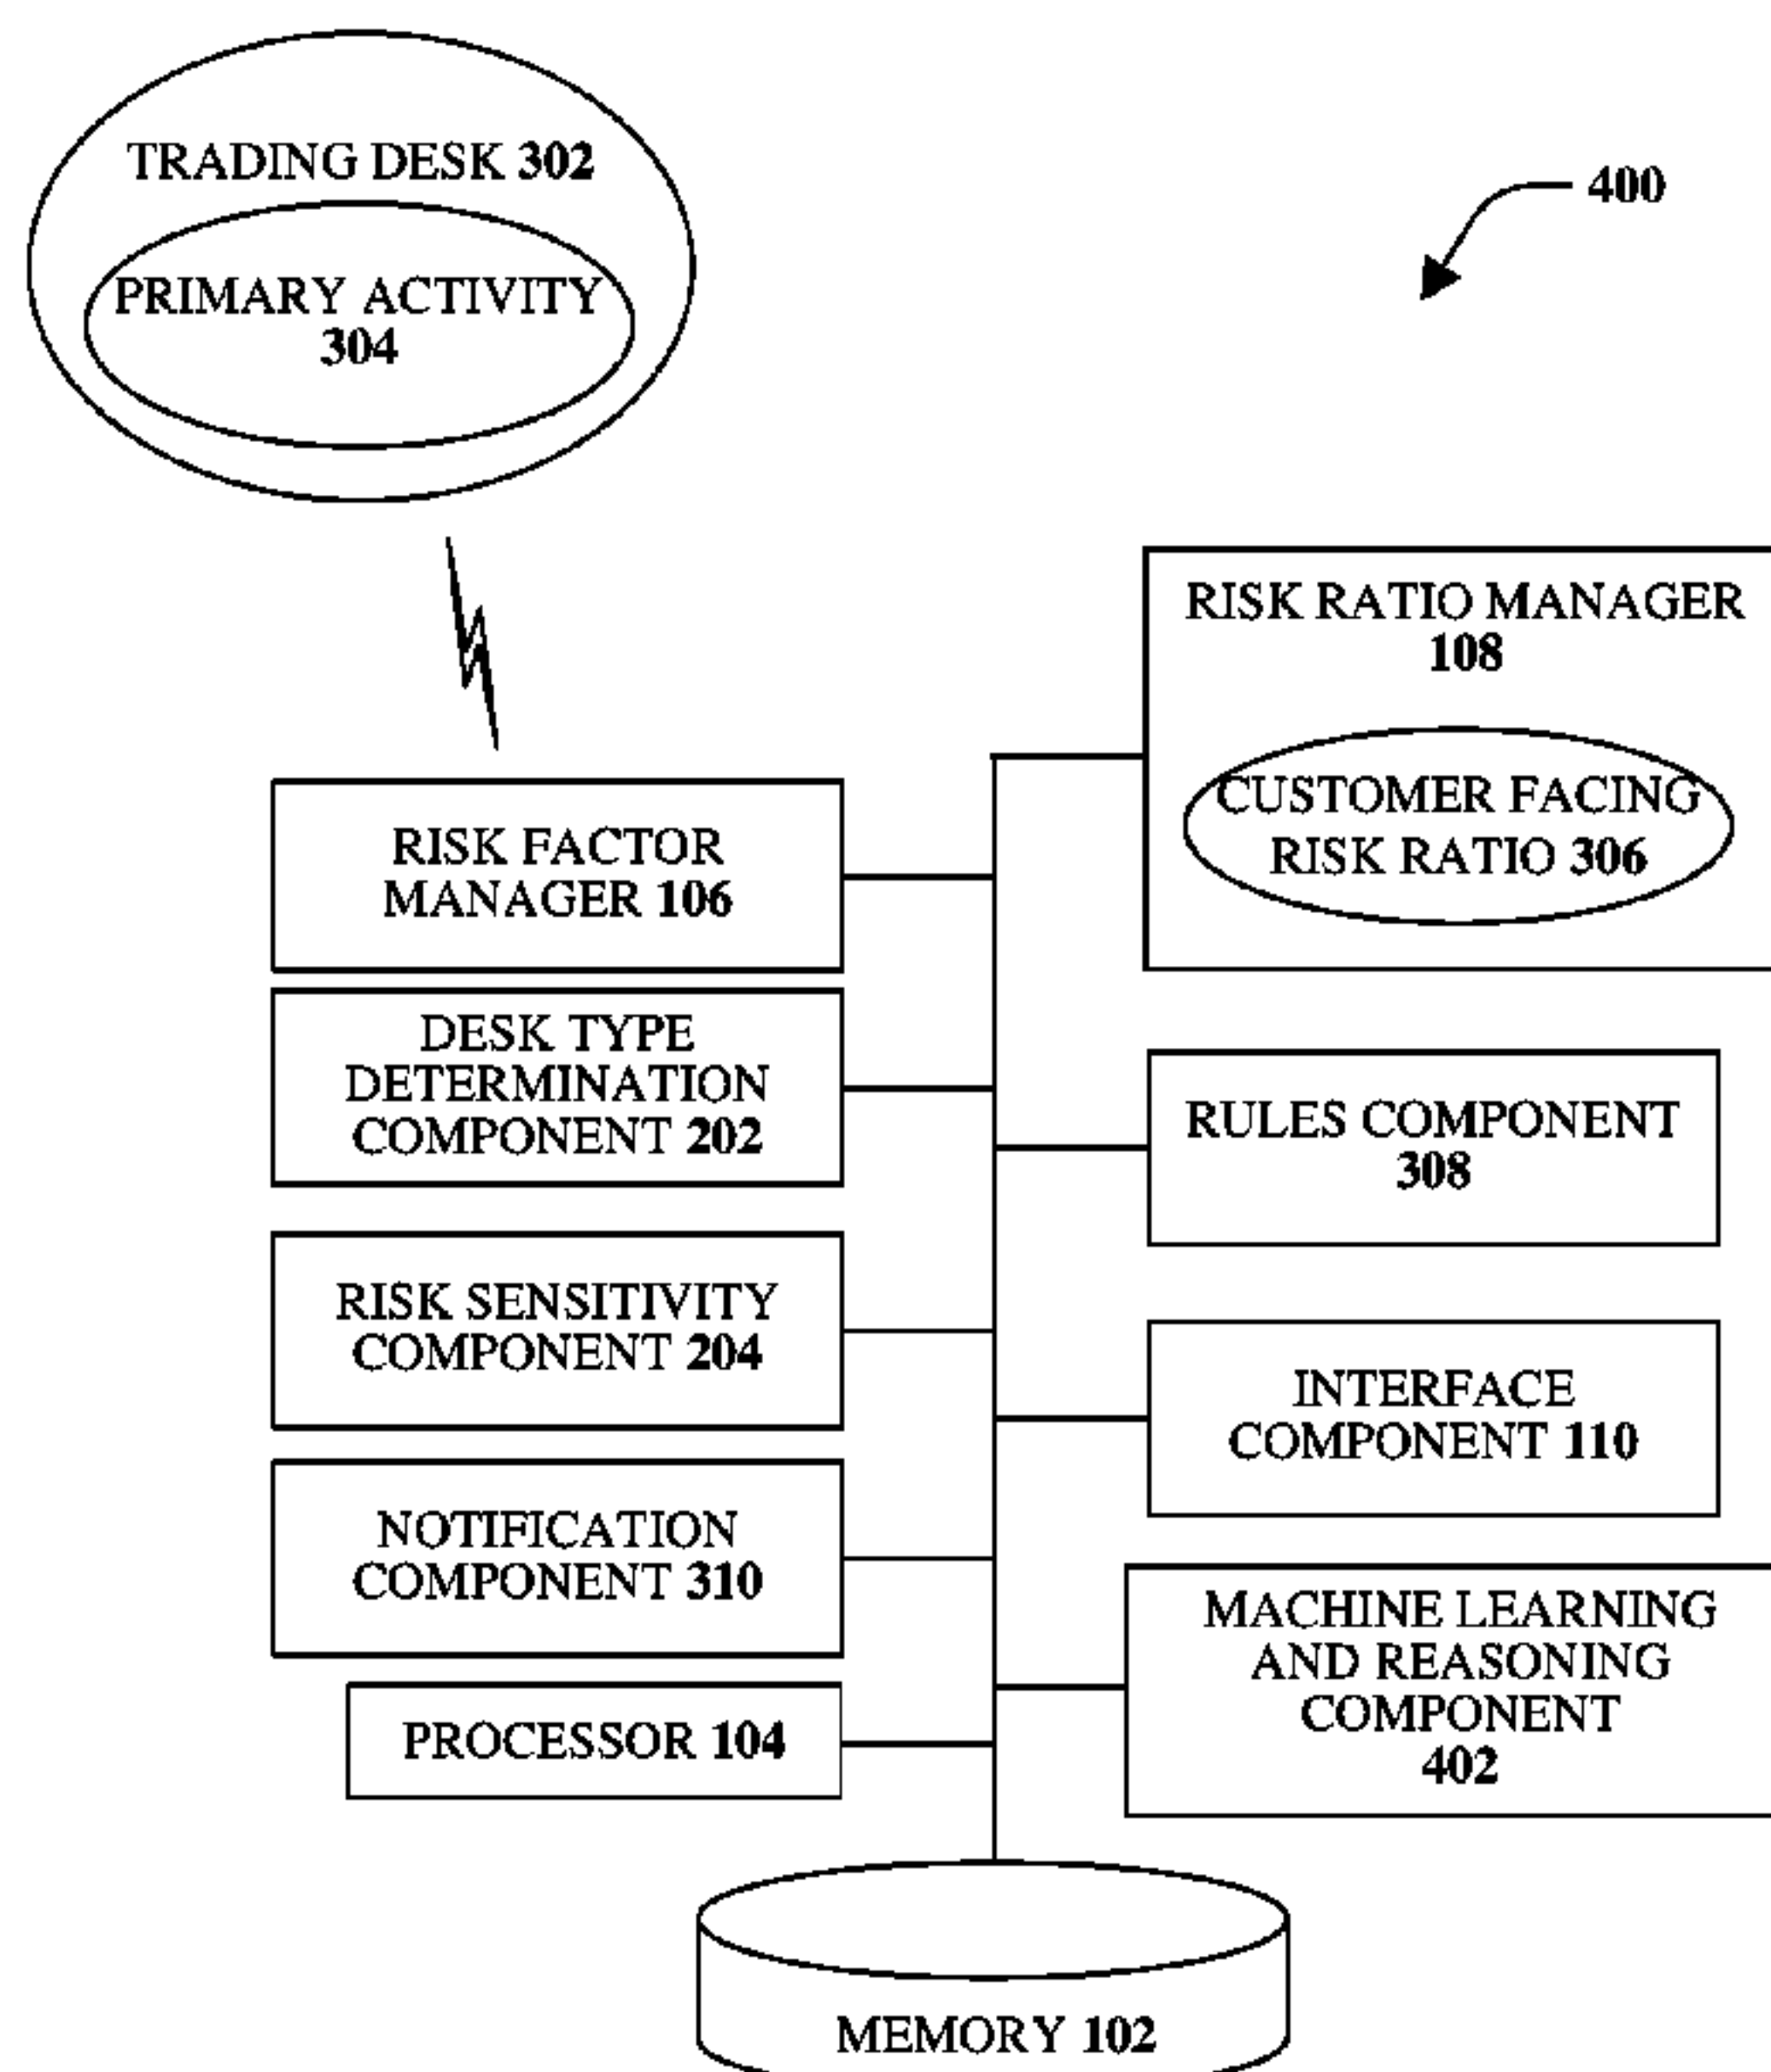 TRADING DESK 302
PRIMARY ACTIVITY
304
400
RISK RATIO MANAGER
108
CUSTOMER FACING
RISK RATIO 306
RISK FACTOR
MANAGER 106
DESK TYPE
DETERMINATION
COMPONENT 202
RULES COMPONENT
308
RISK SENSITIVITY
COMPONENT 204
INTERFACE
COMPONENT 110
NOTIFICATION
COMPONENT 310
MACHINE LEARNING
AND REASONING
COMPONENT
402
PROCESSOR 104
MEMORY 102